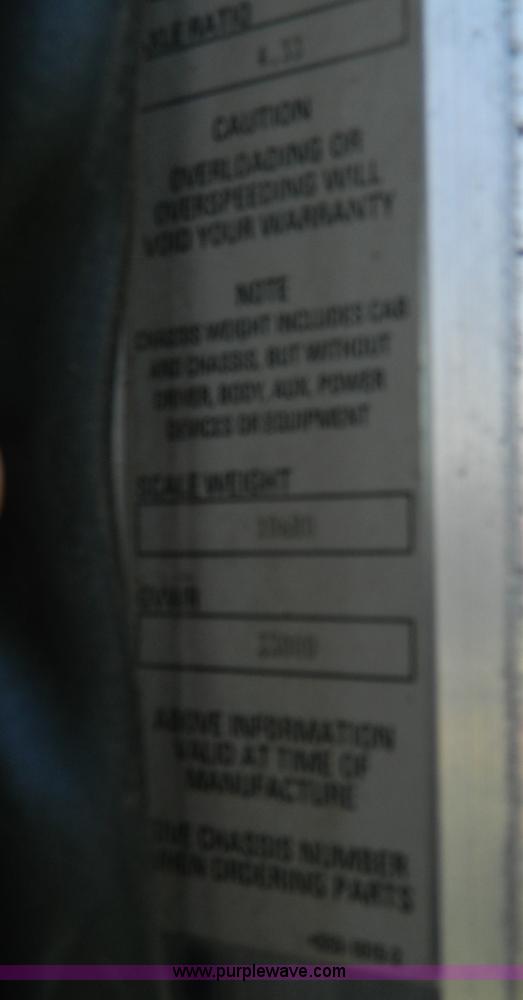 AXLE RATIO
4.33
CAUTION
OVERLOADING OR
OVERSPEEDING WILL
VOID YOUR WARRANTY
NOTE
CHASSIS WEIGHT INCLUDES CAB
AND CHASSIS, BUT WITHOUT
DRIVER, BODY, AUX. POWER
DEVICES OR EQUIPMENT
SCALE WEIGHT
GVWR
33000
ABOVE INFORMATION
VALID AT TIME OF
MANUFACTURE
GIVE CHASSIS NUMBER
WHEN ORDERING PARTS
www.purplewave.com